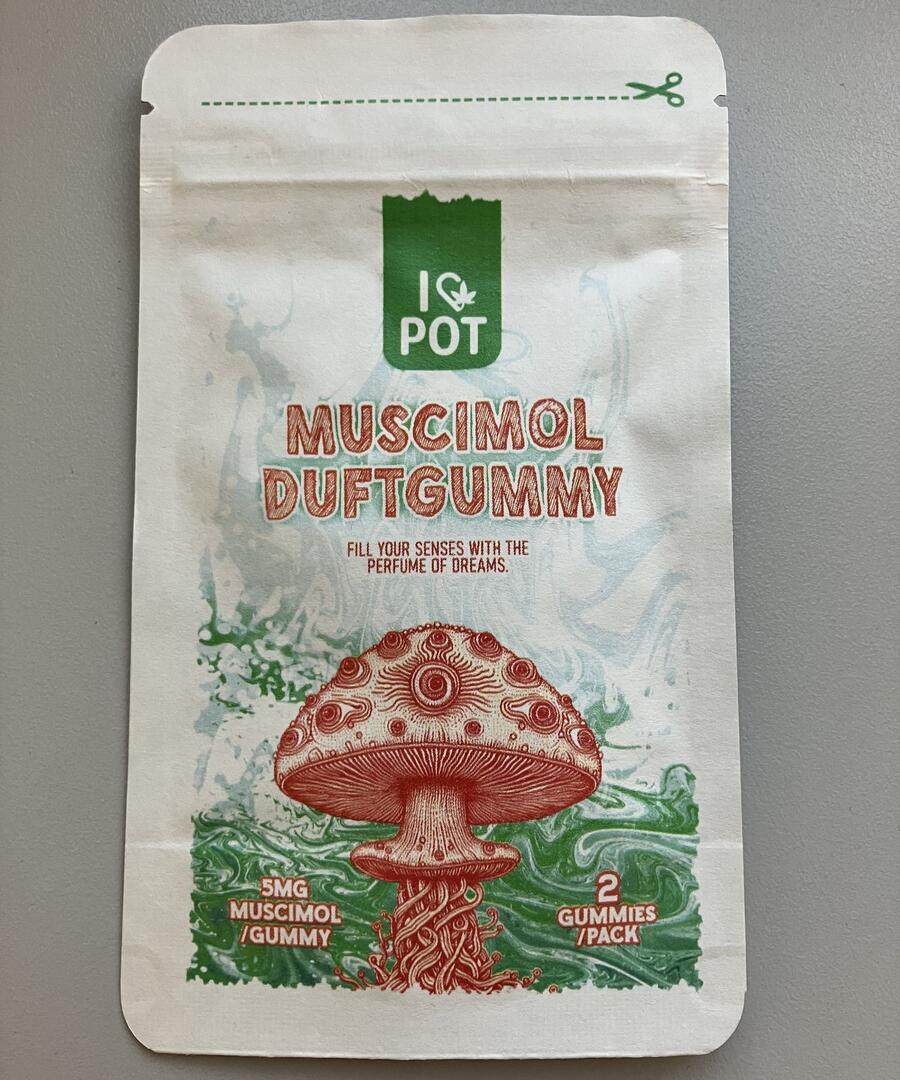 I
POT
MUSCIMOL
DUFTGUMMY
FILL YOUR SENSES WITH THE
PERFUME OF DREAMS.
5MG
MUSCIMOL
/GUMMY
2
GUMMIES
/PACK